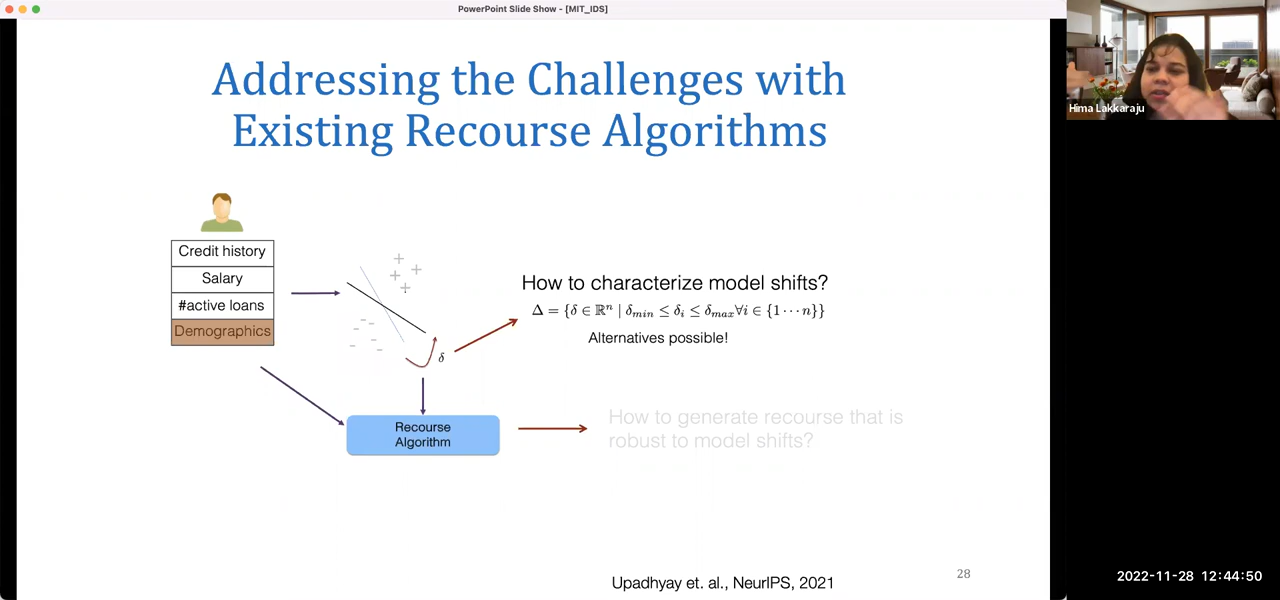 PowerPoint Slide Show - [MIT_IDS]
Addressing the Challenges with
Existing Recourse Algorithms
Hima Lakkaraju
Credit history
Salary
#active loans
Demographics
How to characterize model shifts?
Δ = {δ ∈ ℝⁿ | δ_min ≤ δ_i ≤ δ_max ∀i ∈ {1 ⋯ n}}
Alternatives possible!
δ
Recourse
Algorithm
How to generate recourse that is
robust to model shifts?
28
Upadhyay et. al., NeurIPS, 2021
2022-11-28 12:44:50